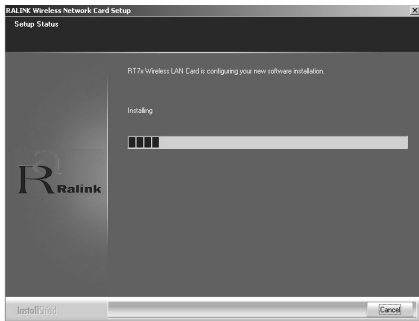 RALINK Wireless Network Card Setup
Setup Status
RT7x Wireless LAN Card is configuring your new software installation.
Installing
Ralink
InstallShield
Cancel